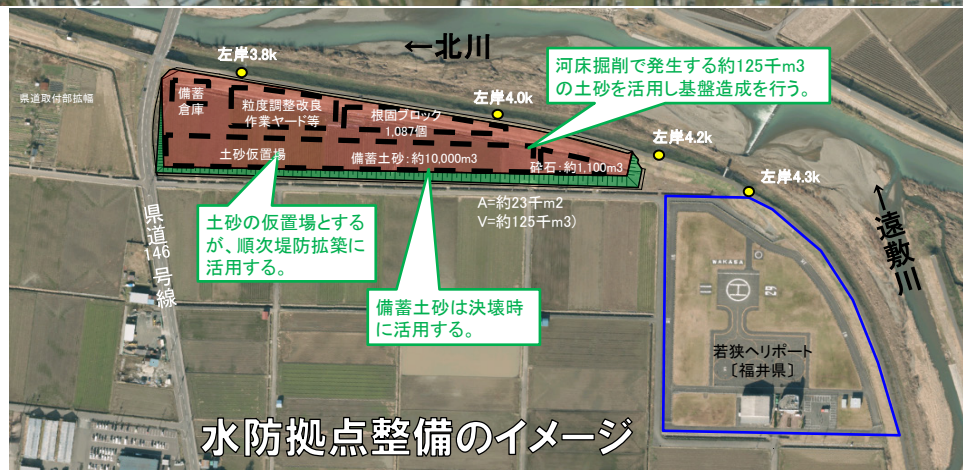 ←北川
左岸3.8k
河床掘削で発生する約125千m3
の土砂を活用し基盤造成を行う。
県道取付部拡幅
備蓄
倉庫
粒度調整改良
作業ヤード等
根固ブロック
1,087個
左岸4.0k
左岸4.2k
土砂仮置場
備蓄土砂：約10,000m3
砕石：約1,100m3
左岸4.3k
A=約23千m2
V=約125千m3)
←遠敷川
県道146号線
土砂の仮置場とする
が、順次堤防拡築に
活用する。
備蓄土砂は決壊時
に活用する。
WAKASA
11
29
H
若狭ヘリポート
〔福井県〕
水防拠点整備のイメージ